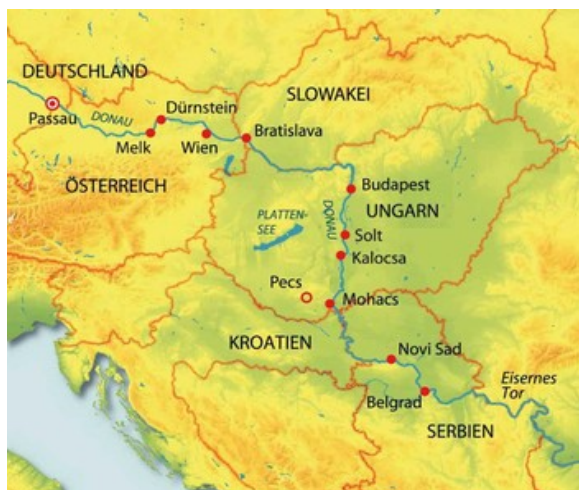 DEUTSCHLAND
Passau
DONAU
Dürnstein
Melk
Wien
SLOWAKEI
Bratislava
ÖSTERREICH
Budapest
UNGARN
PLATTEN-
SEE
DONAU
Solt
Kalocsa
Pecs
Mohacs
KROATIEN
Novi Sad
Eisernes
Tor
Belgrad
SERBIEN